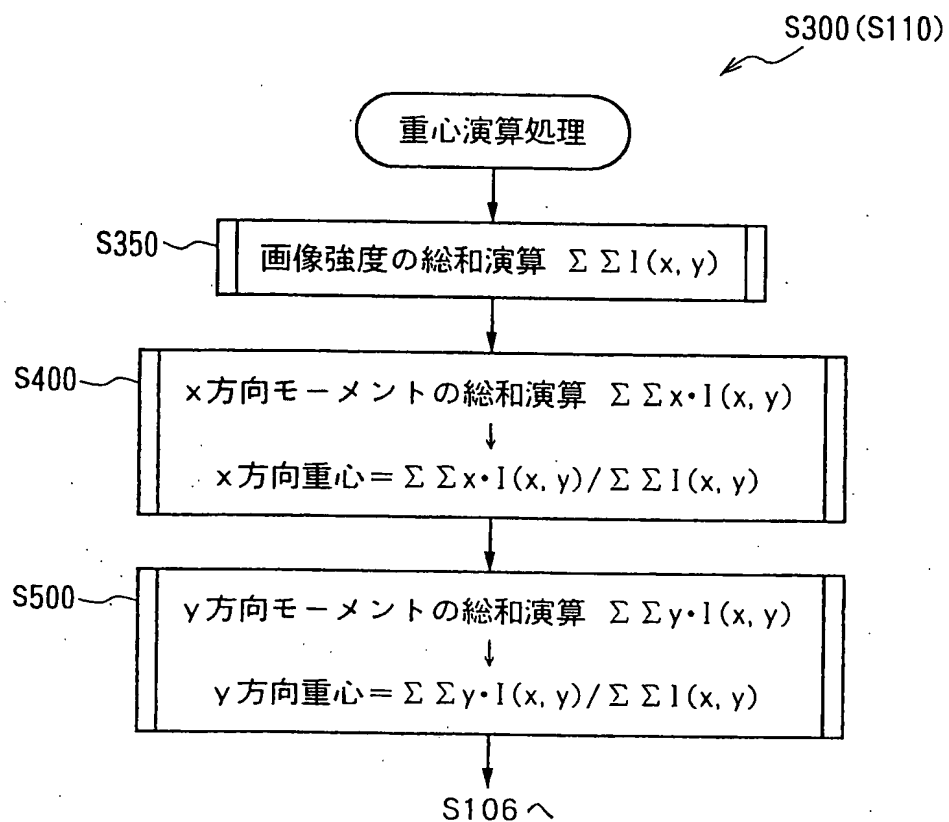 S300(S110)
重心演算処理
S350
画像強度の総和演算 ΣΣI(x, y)
S400
x方向モーメントの総和演算 ΣΣx・I(x, y)
↓
x方向重心=ΣΣx・I(x, y)/ΣΣI(x, y)
S500
y方向モーメントの総和演算 ΣΣy・I(x, y)
↓
y方向重心=ΣΣy・I(x, y)/ΣΣI(x, y)
S106へ